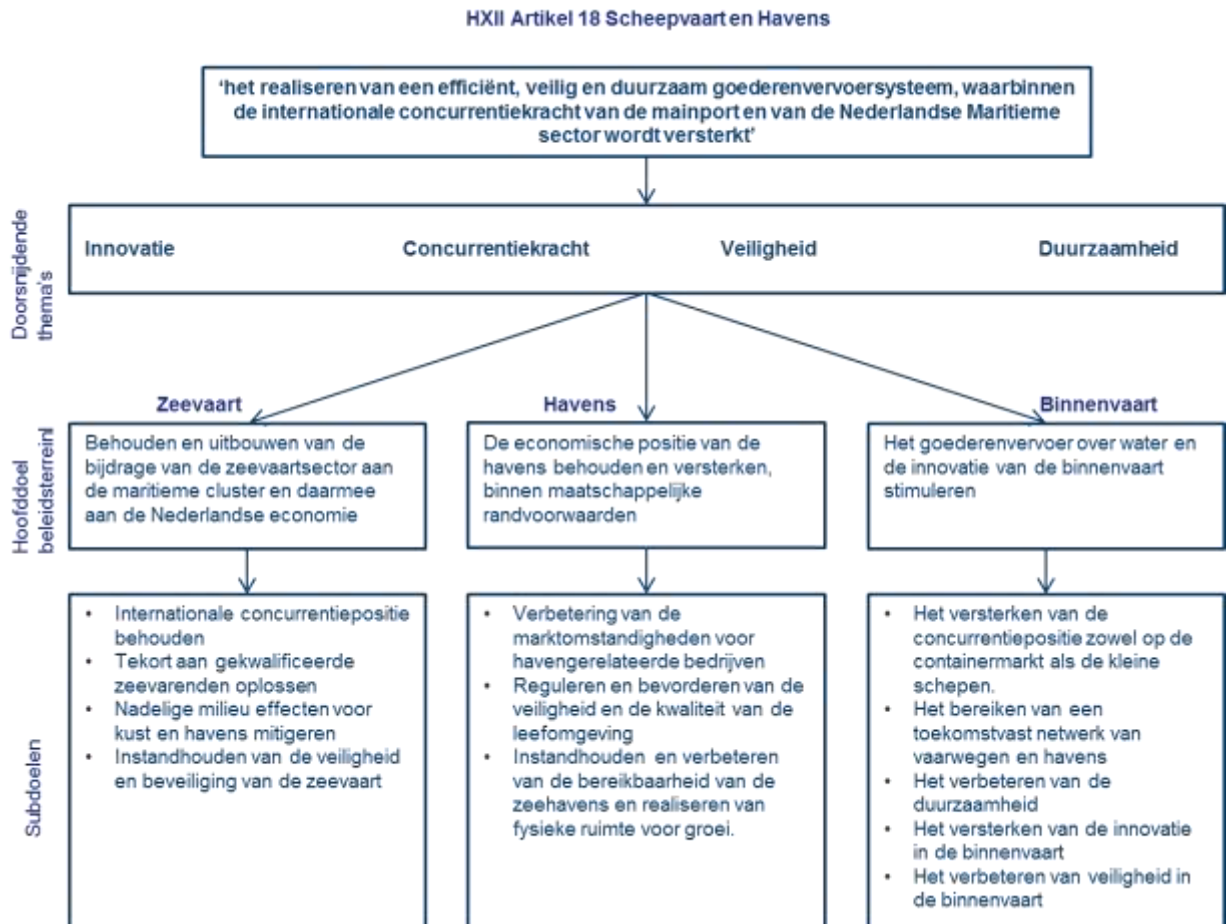 HXII Artikel 18 Scheepvaart en Havens
‘het realiseren van een efficiënt, veilig en duurzaam goederenvervoersysteem, waarbinnen
de internationale concurrentiekracht van de mainport en van de Nederlandse Maritieme
sector wordt versterkt’
Doorsnijdende
thema's
Innovatie Concurrentiekracht Veiligheid Duurzaamheid
Hoofddoel
beleidsterreinl
Zeevaart
Behouden en uitbouwen van de
bijdrage van de zeevaartsector aan
de maritieme cluster en daarmee
aan de Nederlandse economie
Havens
De economische positie van de
havens behouden en versterken,
binnen maatschappelijke
randvoorwaarden
Binnenvaart
Het goederenvervoer over water en
de innovatie van de binnenvaart
stimuleren
Subdoelen
• Internationale concurrentiepositie
behouden
• Tekort aan gekwalificeerde
zeevarenden oplossen
• Nadelige milieu effecten voor
kust en havens mitigeren
• Instandhouden van de veiligheid
en beveiliging van de zeevaart
• Verbetering van de
marktomstandigheden voor
havengerelateerde bedrijven
• Reguleren en bevorderen van de
veiligheid en de kwaliteit van de
leefomgeving
• Instandhouden en verbeteren
van de bereikbaarheid van de
zeehavens en realiseren van
fysieke ruimte voor groei.
• Het versterken van de
concurrentiepositie zowel op de
containermarkt als de kleine
schepen.
• Het bereiken van een
toekomstvast netwerk van
vaarwegen en havens
• Het verbeteren van de
duurzaamheid
• Het versterken van de innovatie
in de binnenvaart
• Het verbeteren van veiligheid in
de binnenvaart